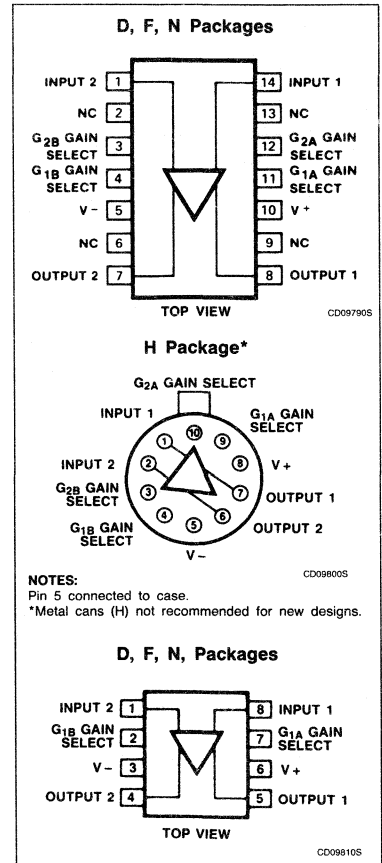 D, F, N Packages
INPUT 2 1 14 INPUT 1
NC 2 13 NC
G2B GAIN SELECT 3 12 G2A GAIN SELECT
G1B GAIN SELECT 4 11 G1A GAIN SELECT
V - 5 10 V +
NC 6 9 NC
OUTPUT 2 7 8 OUTPUT 1
TOP VIEW
CD09790S
H Package*
G2A GAIN SELECT
INPUT 1 10 G1A GAIN SELECT
1 9
INPUT 2 2 8 V +
G2B GAIN SELECT 3 7 OUTPUT 1
G1B GAIN SELECT 4 6 OUTPUT 2
5
V -
CD09800S
NOTES:
Pin 5 connected to case.
*Metal cans (H) not recommended for new designs.
D, F, N, Packages
INPUT 2 1 8 INPUT 1
G1B GAIN SELECT 2 7 G1A GAIN SELECT
V - 3 6 V +
OUTPUT 2 4 5 OUTPUT 1
TOP VIEW
CD09810S